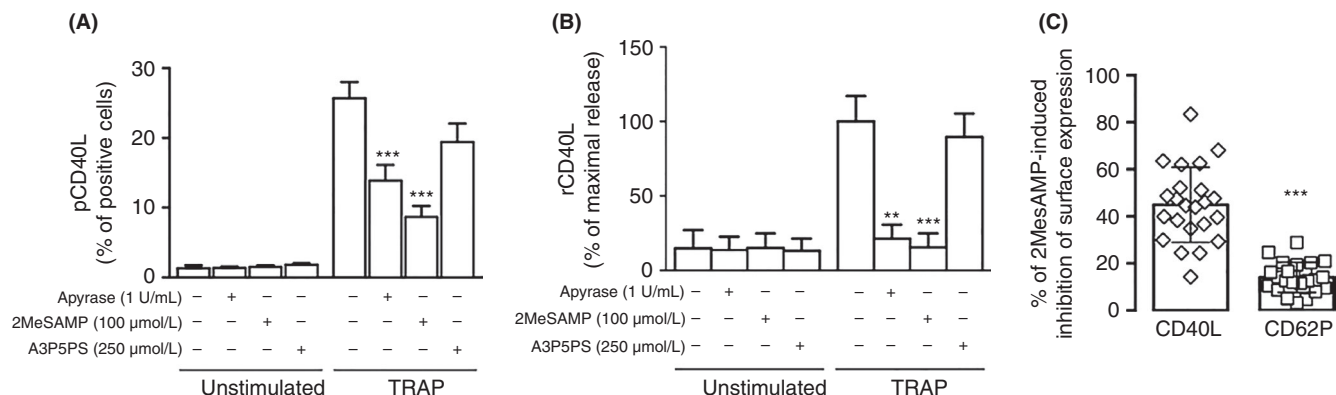 (A)
pCD40L
(% of positive cells)
30
20
10
0
***
***
Apyrase (1 U/mL) – + – – – + – –
2MeSAMP (100 µmol/L) – – + – – – + –
A3P5PS (250 µmol/L) – – – + – – – +
Unstimulated TRAP
(B)
rCD40L
(% of maximal release)
150
100
50
0
**
***
Apyrase (1 U/mL) – + – – – + – –
2MeSAMP (100 µmol/L) – – + – – – + –
A3P5PS (250 µmol/L) – – – + – – – +
Unstimulated TRAP
(C)
% of 2MesAMP-induced
inhibition of surface expression
100
80
60
40
20
0
***
CD40L CD62P